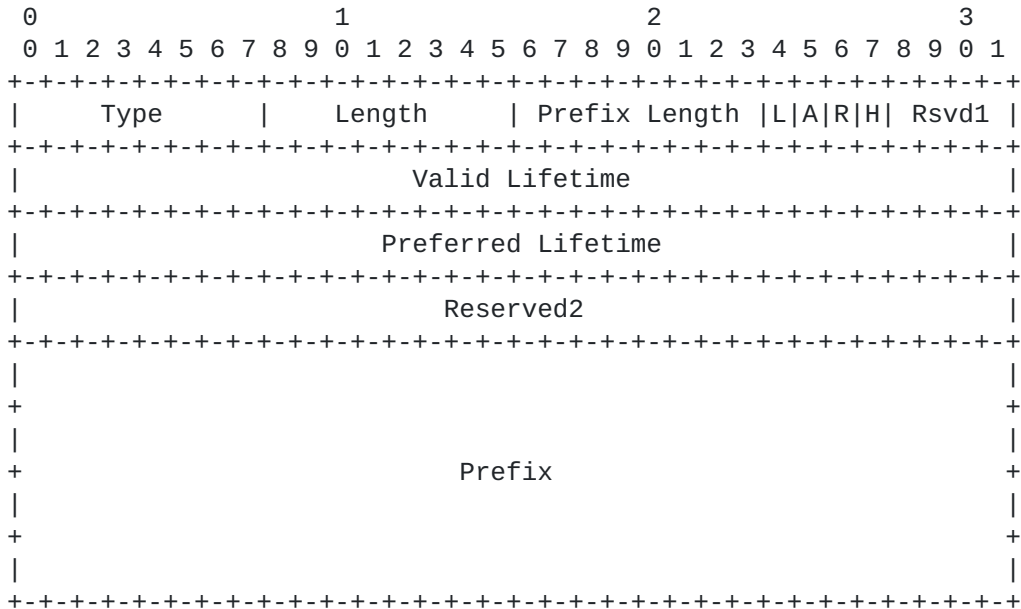 0                   1                   2                   3
 0 1 2 3 4 5 6 7 8 9 0 1 2 3 4 5 6 7 8 9 0 1 2 3 4 5 6 7 8 9 0 1
+-+-+-+-+-+-+-+-+-+-+-+-+-+-+-+-+-+-+-+-+-+-+-+-+-+-+-+-+-+-+-+-+
|     Type      |    Length     | Prefix Length |L|A|R|H| Rsvd1 |
+-+-+-+-+-+-+-+-+-+-+-+-+-+-+-+-+-+-+-+-+-+-+-+-+-+-+-+-+-+-+-+-+
|                         Valid Lifetime                        |
+-+-+-+-+-+-+-+-+-+-+-+-+-+-+-+-+-+-+-+-+-+-+-+-+-+-+-+-+-+-+-+-+
|                       Preferred Lifetime                      |
+-+-+-+-+-+-+-+-+-+-+-+-+-+-+-+-+-+-+-+-+-+-+-+-+-+-+-+-+-+-+-+-+
|                           Reserved2                           |
+-+-+-+-+-+-+-+-+-+-+-+-+-+-+-+-+-+-+-+-+-+-+-+-+-+-+-+-+-+-+-+-+
|                                                               |
+                                                               +
|                                                               |
+                            Prefix                             +
|                                                               |
+                                                               +
|                                                               |
+-+-+-+-+-+-+-+-+-+-+-+-+-+-+-+-+-+-+-+-+-+-+-+-+-+-+-+-+-+-+-+-+